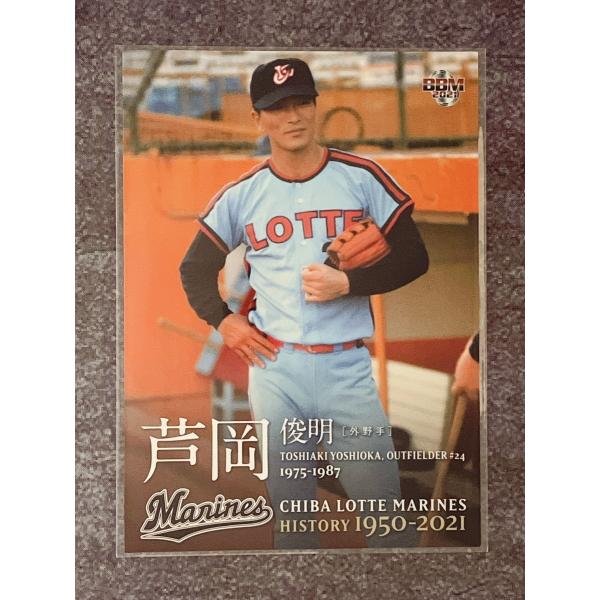 BBM
2021
LOTTE
芦岡 俊明 [外野手]
TOSHIAKI YOSHIOKA, OUTFIELDER #24
1975-1987
Marines
CHIBA LOTTE MARINES
HISTORY 1950-2021